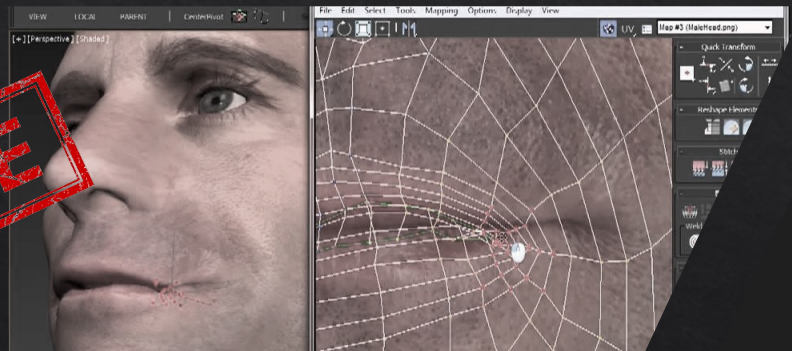 VIEW LOCAL PARENT CenterPivot
[+][Perspective][Shaded]
File Edit Select Tools Mapping Options Display View
UV
Map #3 (MaleHead.png)
Quick Transform
Reshape Elements
Stitch
Weld
E